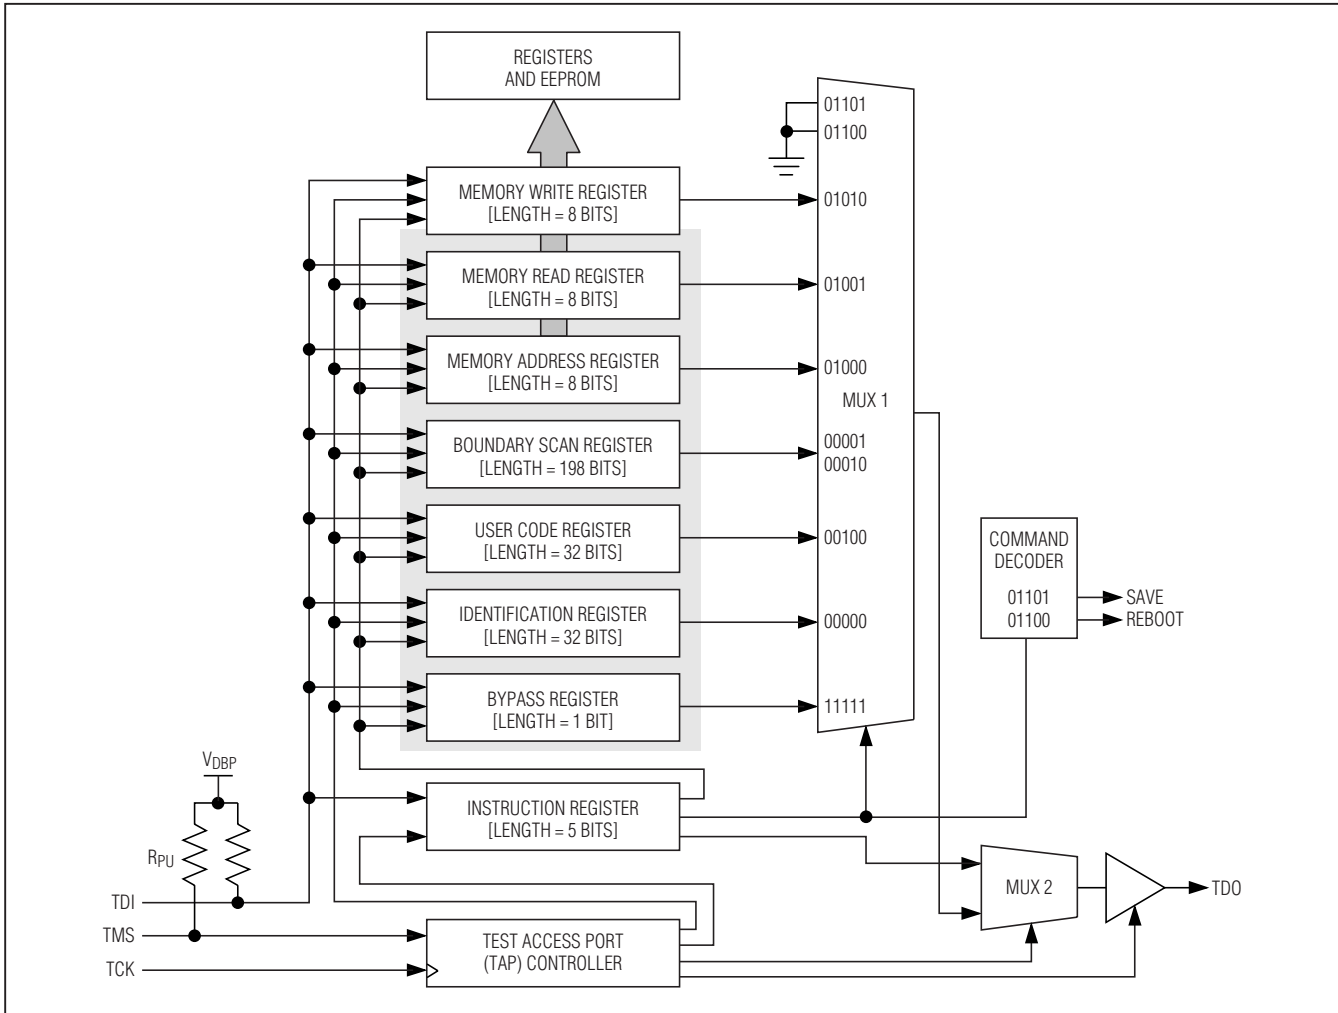 REGISTERS
AND EEPROM
01101
01100
MEMORY WRITE REGISTER
[LENGTH = 8 BITS]
01010
MEMORY READ REGISTER
[LENGTH = 8 BITS]
01001
MEMORY ADDRESS REGISTER
[LENGTH = 8 BITS]
01000
MUX 1
BOUNDARY SCAN REGISTER
[LENGTH = 198 BITS]
00001
00010
USER CODE REGISTER
[LENGTH = 32 BITS]
00100
COMMAND
DECODER
01101
SAVE
01100
REBOOT
IDENTIFICATION REGISTER
[LENGTH = 32 BITS]
00000
BYPASS REGISTER
[LENGTH = 1 BIT]
11111
VDBP
INSTRUCTION REGISTER
[LENGTH = 5 BITS]
RPU
MUX 2
TDO
TDI
TMS
TCK
TEST ACCESS PORT
(TAP) CONTROLLER